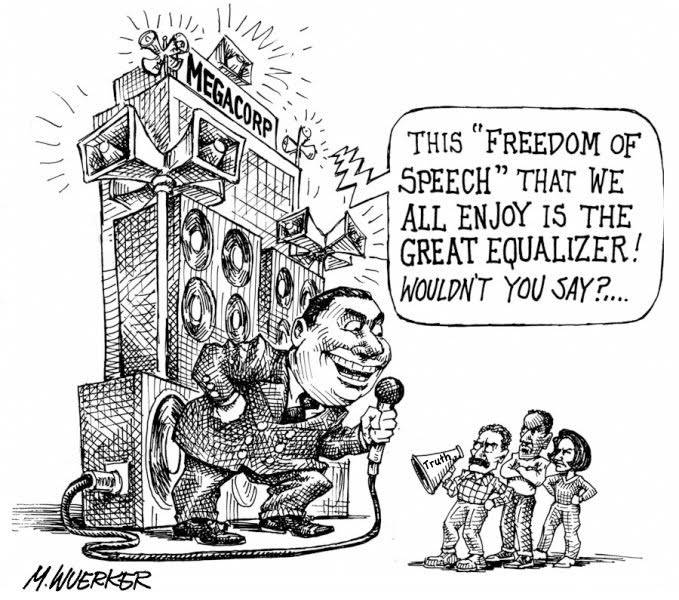 MEGACORP
THIS "FREEDOM OF
SPEECH" THAT WE
ALL ENJOY IS THE
GREAT EQUALIZER!
WOULDN'T YOU SAY?....
Truth
M.WUERKER